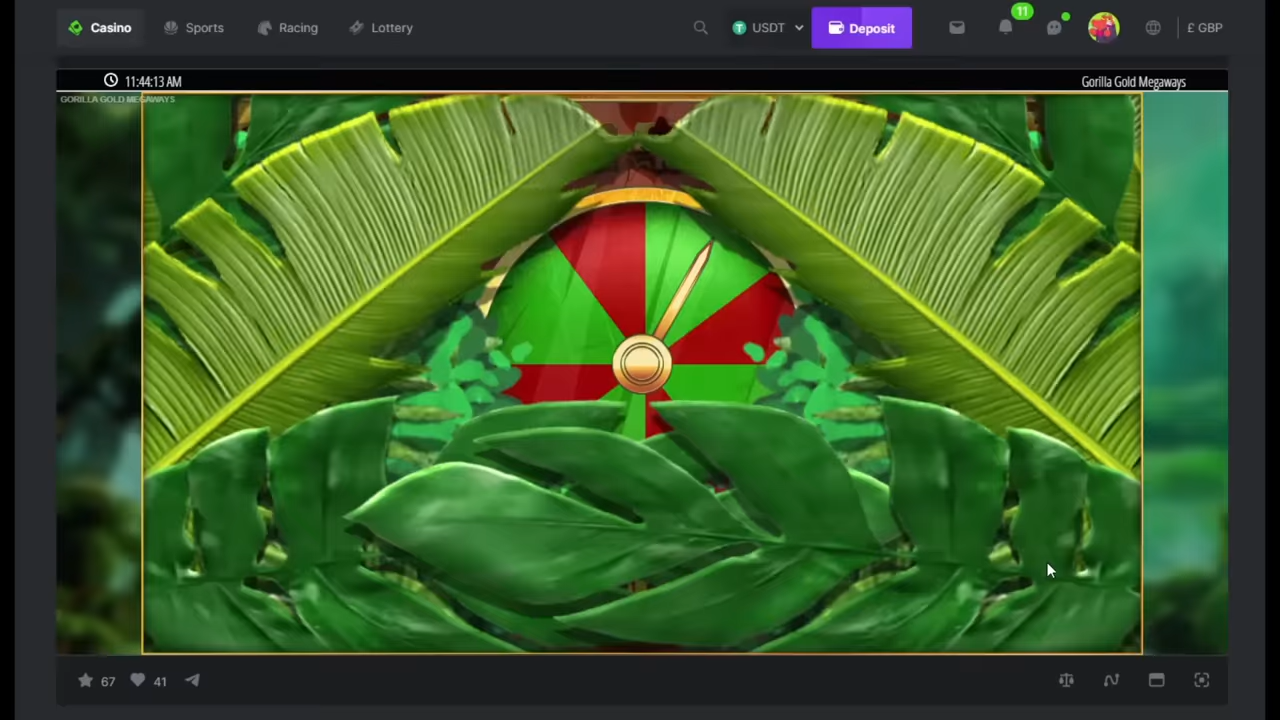 Casino Sports Racing Lottery USDT Deposit 11 £ GBP
11:44:13 AM Gorilla Gold Megaways
GORILLA GOLD MEGAWAYS
67 41